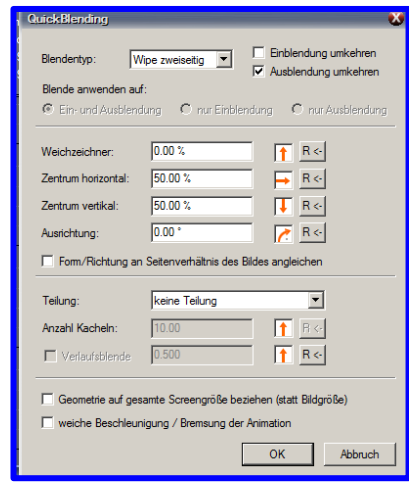 QuickBlending
Blendentyp: Wipe zweiseitig
Einblendung umkehren
Ausblendung umkehren
Blende anwenden auf:
Ein- und Ausblendung nur Einblendung nur Ausblendung
Weichzeichner: 0.00 % R <-
Zentrum horizontal: 50.00 % R <-
Zentrum vertikal: 50.00 % R <-
Ausrichtung: 0.00 ° R <-
Form/Richtung an Seitenverhältnis des Bildes angleichen
Teilung: keine Teilung
Anzahl Kacheln: 10.00 R <-
Verlaufsblende 0.500 R <-
Geometrie auf gesamte Screengröße beziehen (statt Bildgröße)
weiche Beschleunigung / Bremsung der Animation
OK Abbruch